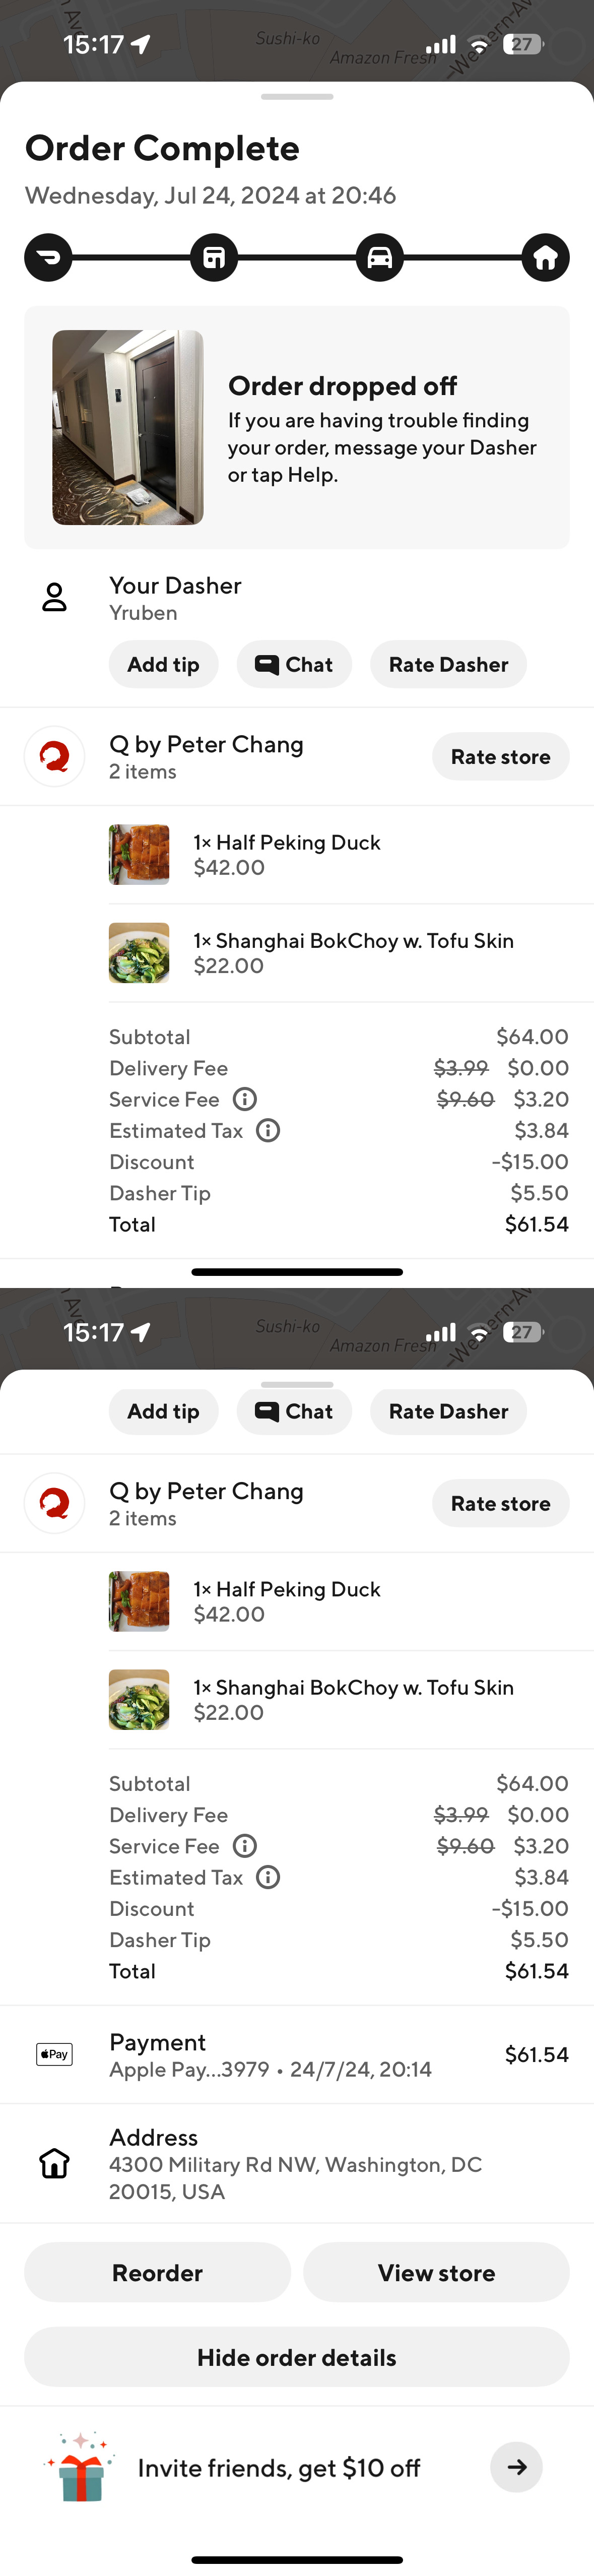 15:17
Sushi-ko
Amazon Fresh
Western Av
27
Order Complete
Wednesday, Jul 24, 2024 at 20:46
Order dropped off
If you are having trouble finding
your order, message your Dasher
or tap Help.
Your Dasher
Yruben
Add tip
Chat
Rate Dasher
Q by Peter Chang
2 items
Rate store
1× Half Peking Duck
$42.00
1× Shanghai BokChoy w. Tofu Skin
$22.00
Subtotal $64.00
Delivery Fee $3.99 $0.00
Service Fee $9.60 $3.20
Estimated Tax $3.84
Discount -$15.00
Dasher Tip $5.50
Total $61.54
15:17
Sushi-ko
Amazon Fresh
Western Av
27
Add tip
Chat
Rate Dasher
Q by Peter Chang
2 items
Rate store
1× Half Peking Duck
$42.00
1× Shanghai BokChoy w. Tofu Skin
$22.00
Subtotal $64.00
Delivery Fee $3.99 $0.00
Service Fee $9.60 $3.20
Estimated Tax $3.84
Discount -$15.00
Dasher Tip $5.50
Total $61.54
Pay
Payment
Apple Pay...3979 • 24/7/24, 20:14
$61.54
Address
4300 Military Rd NW, Washington, DC
20015, USA
Reorder
View store
Hide order details
Invite friends, get $10 off